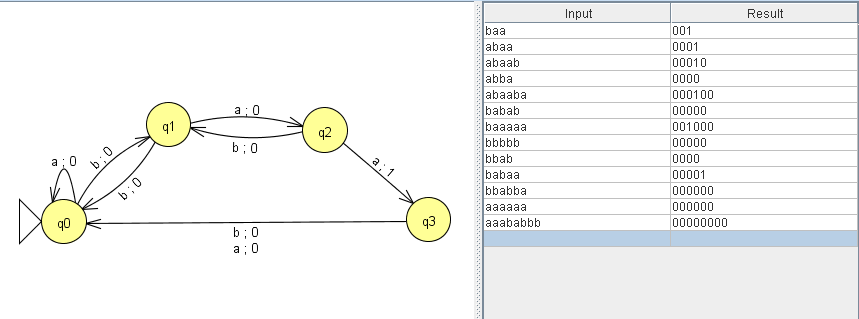 a ; 0
q1
b ; 0
b ; 0
a ; 0
b ; 0
q2
a ; 1
q0
q3
b ; 0
a ; 0
Input Result
baa 001
abaa 0001
abaab 00010
abba 0000
abaaba 000100
babab 00000
baaaaa 001000
bbbbb 00000
bbab 0000
babaa 00001
bbabba 000000
aaaaaa 000000
aaababbb 00000000